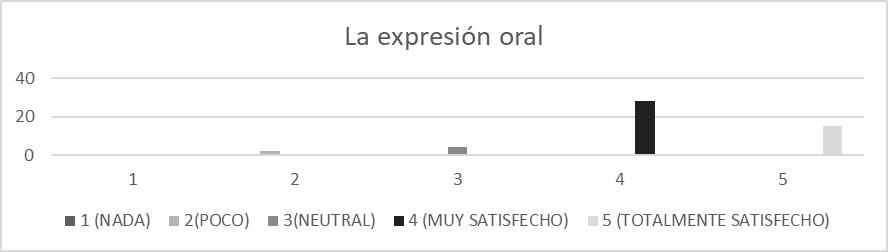 La expresión oral
40
20
0
1 2 3 4 5
1 (NADA) 2(POCO) 3(NEUTRAL) 4 (MUY SATISFECHO) 5 (TOTALMENTE SATISFECHO)